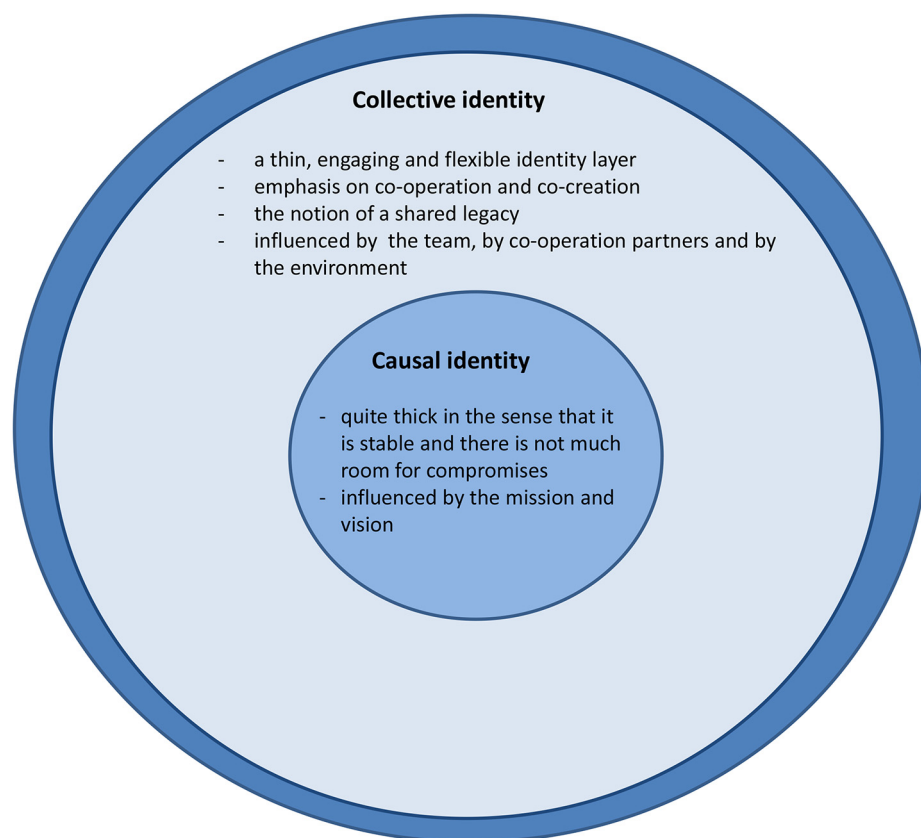 Collective identity
- a thin, engaging and flexible identity layer
- emphasis on co-operation and co-creation
- the notion of a shared legacy
- influenced by  the team, by co-operation partners and by
the environment
Causal identity
- quite thick in the sense that it
is stable and there is not much
room for compromises
- influenced by the mission and
vision